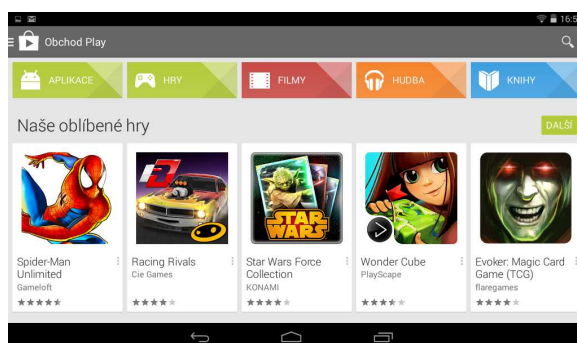 16:5
Obchod Play
APLIKACE
HRY
FILMY
HUDBA
KNIHY
Naše oblíbené hry
DALŠÍ
STAR
WARS
Spider-Man
Unlimited
Gameloft
Racing Rivals
Cie Games
Star Wars Force
Collection
KONAMI
Wonder Cube
PlayScape
Evoker: Magic Card
Game (TCG)
flaregames